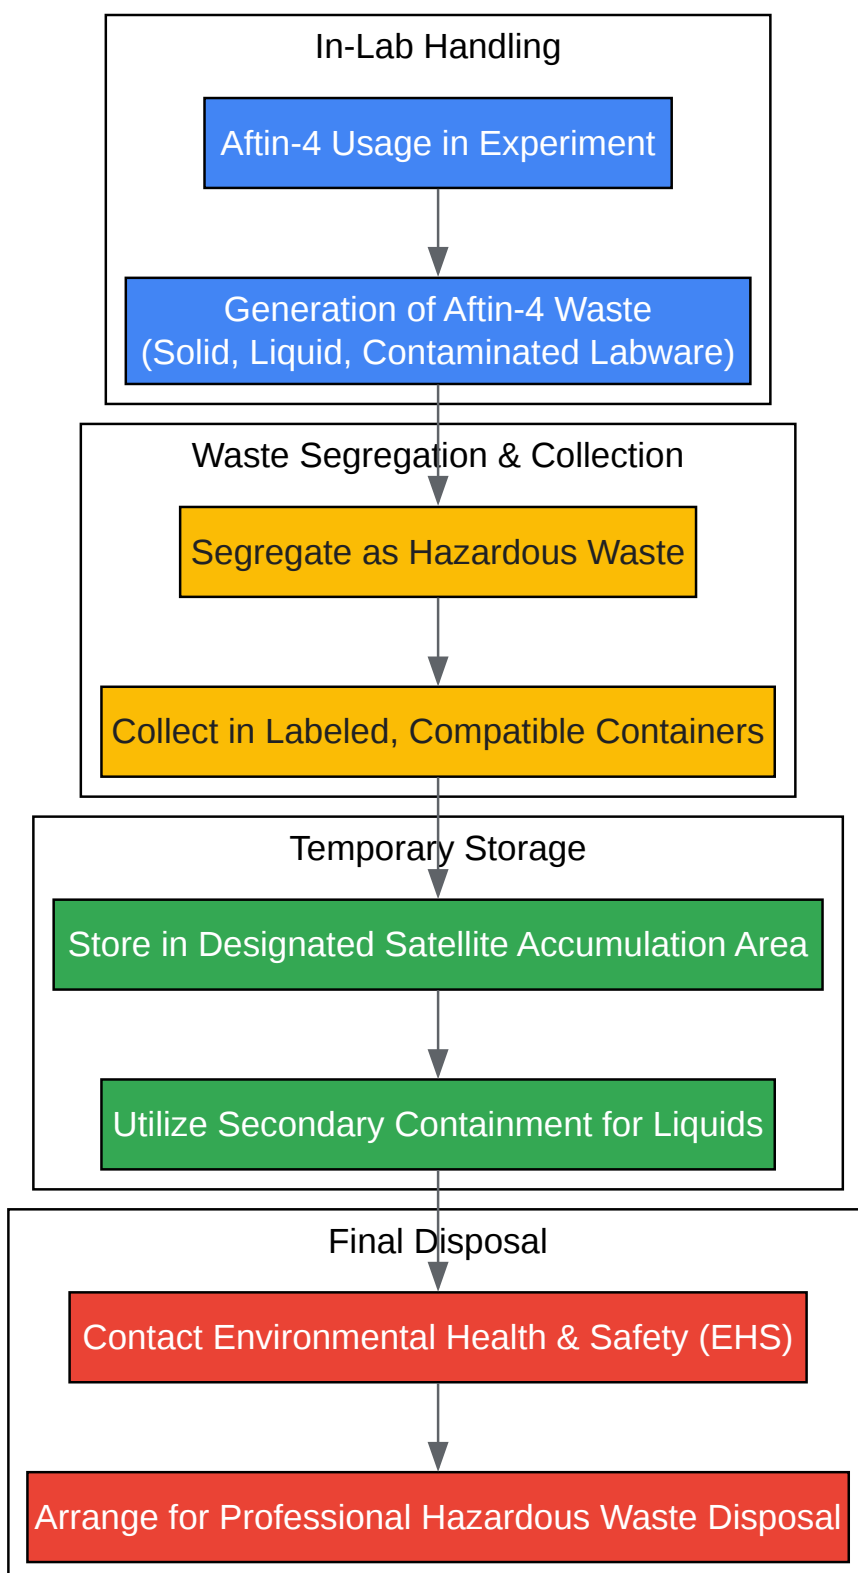 In-Lab Handling
Aftin-4 Usage in Experiment
Generation of Aftin-4 Waste
(Solid, Liquid, Contaminated Labware)
Waste Segregation & Collection
Segregate as Hazardous Waste
Collect in Labeled, Compatible Containers
Temporary Storage
Store in Designated Satellite Accumulation Area
Utilize Secondary Containment for Liquids
Final Disposal
Contact Environmental Health & Safety (EHS)
Arrange for Professional Hazardous Waste Disposal